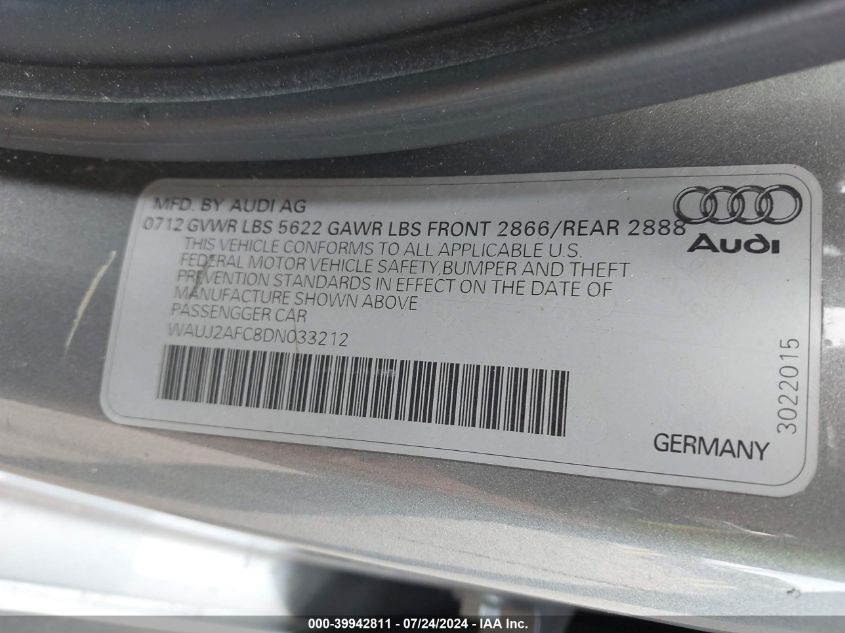 MFD. BY AUDI AG
0712 GVWR LBS 5622 GAWR LBS FRONT 2866/REAR 2888
Audi
THIS VEHICLE CONFORMS TO ALL APPLICABLE U.S.
FEDERAL MOTOR VEHICLE SAFETY, BUMPER AND THEFT
PREVENTION STANDARDS IN EFFECT ON THE DATE OF
MANUFACTURE SHOWN ABOVE
PASSENGGER CAR
WAUJ2AFC8DN033212
3022015
GERMANY
000-39942811 - 07/24/2024 - IAA Inc.